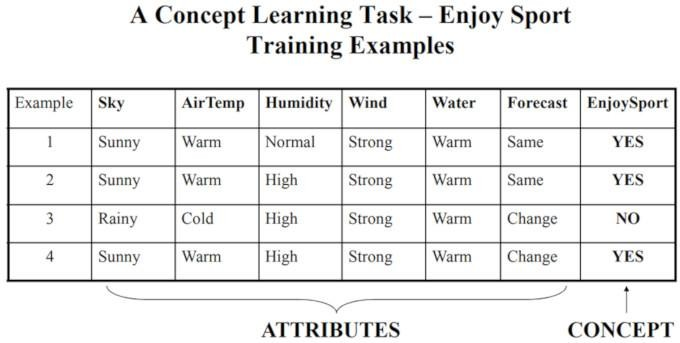 A Concept Learning Task – Enjoy Sport
Training Examples
Example Sky AirTemp Humidity Wind Water Forecast EnjoySport
1 Sunny Warm Normal Strong Warm Same YES
2 Sunny Warm High Strong Warm Same YES
3 Rainy Cold High Strong Warm Change NO
4 Sunny Warm High Strong Warm Change YES
ATTRIBUTES CONCEPT